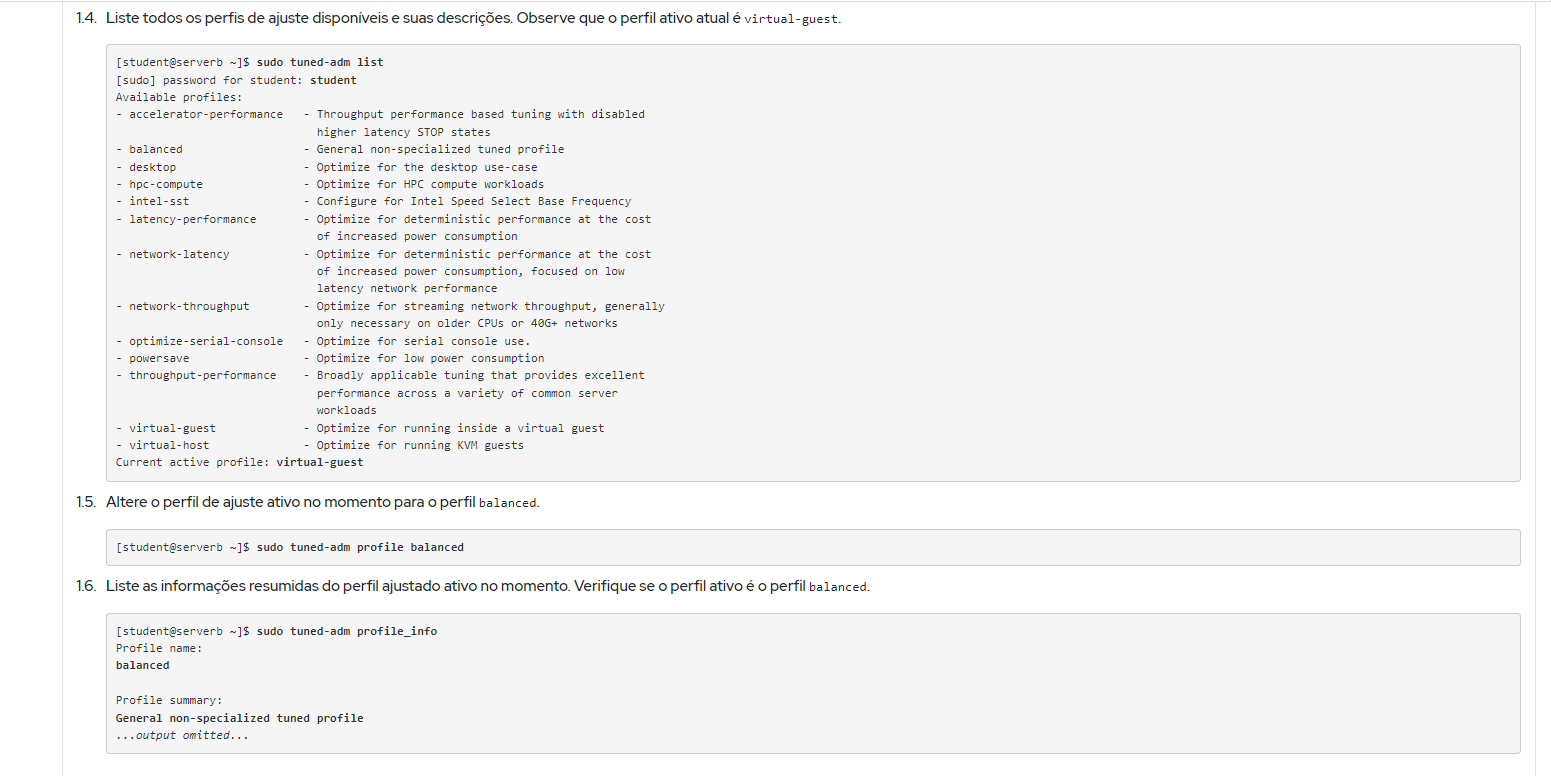 1.4. Liste todos os perfis de ajuste disponíveis e suas descrições. Observe que o perfil ativo atual é virtual-guest.
[student@serverb ~]$ sudo tuned-adm list
[sudo] password for student: student
Available profiles:
- accelerator-performance   - Throughput performance based tuning with disabled
                              higher latency STOP states
- balanced                  - General non-specialized tuned profile
- desktop                   - Optimize for the desktop use-case
- hpc-compute               - Optimize for HPC compute workloads
- intel-sst                 - Configure for Intel Speed Select Base Frequency
- latency-performance       - Optimize for deterministic performance at the cost
                              of increased power consumption
- network-latency           - Optimize for deterministic performance at the cost
                              of increased power consumption, focused on low
                              latency network performance
- network-throughput        - Optimize for streaming network throughput, generally
                              only necessary on older CPUs or 40G+ networks
- optimize-serial-console   - Optimize for serial console use.
- powersave                 - Optimize for low power consumption
- throughput-performance    - Broadly applicable tuning that provides excellent
                              performance across a variety of common server
                              workloads
- virtual-guest             - Optimize for running inside a virtual guest
- virtual-host              - Optimize for running KVM guests
Current active profile: virtual-guest
1.5. Altere o perfil de ajuste ativo no momento para o perfil balanced.
[student@serverb ~]$ sudo tuned-adm profile balanced
1.6. Liste as informações resumidas do perfil ajustado ativo no momento. Verifique se o perfil ativo é o perfil balanced.
[student@serverb ~]$ sudo tuned-adm profile_info
Profile name:
balanced

Profile summary:
General non-specialized tuned profile
...output omitted...